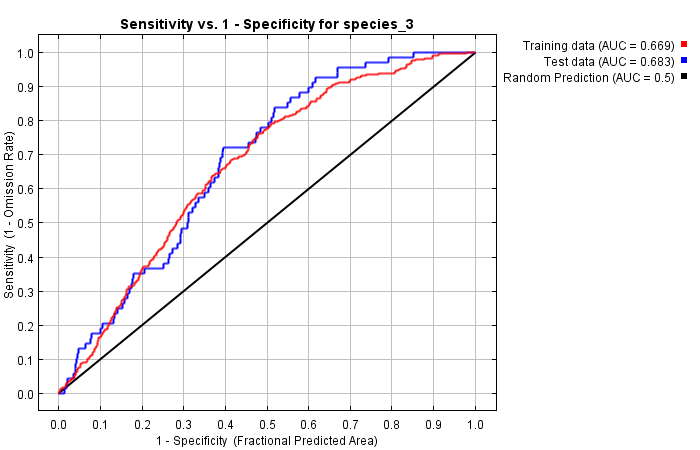 Sensitivity vs. 1 - Specificity for species_3
Training data (AUC = 0.669)
Test data (AUC = 0.683)
Random Prediction (AUC = 0.5)
Sensitivity (1 - Omission Rate)
1.0
0.9
0.8
0.7
0.6
0.5
0.4
0.3
0.2
0.1
0.0
0.0 0.1 0.2 0.3 0.4 0.5 0.6 0.7 0.8 0.9 1.0
1 - Specificity (Fractional Predicted Area)